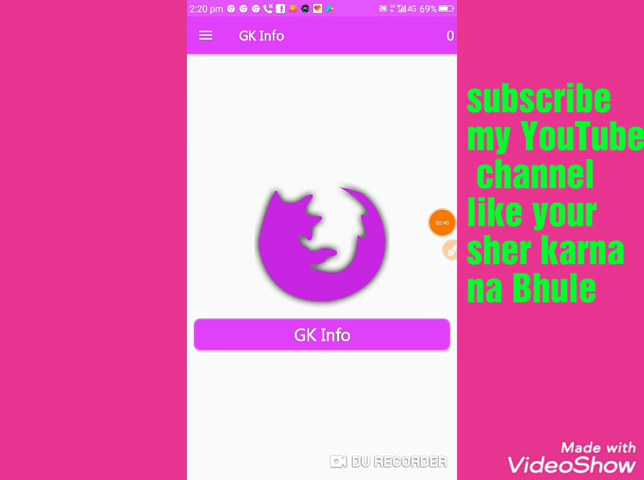 2:20 pm 4G 69%
GK Info 0
GK Info
DU RECORDER
subscribe
my YouTube
channel
like your
sher karna
na Bhule
Made with
VideoShow